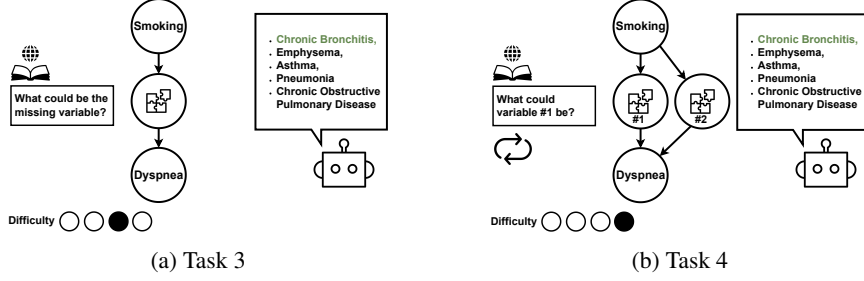 Smoking
What could be the
missing variable?
Dyspnea
. Chronic Bronchitis,
. Emphysema,
. Asthma,
. Pneumonia
. Chronic Obstructive
Pulmonary Disease
Difficulty
(a) Task 3
Smoking
What could
variable #1 be?
#1
#2
Dyspnea
. Chronic Bronchitis,
. Emphysema,
. Asthma,
. Pneumonia
. Chronic Obstructive
Pulmonary Disease
Difficulty
(b) Task 4